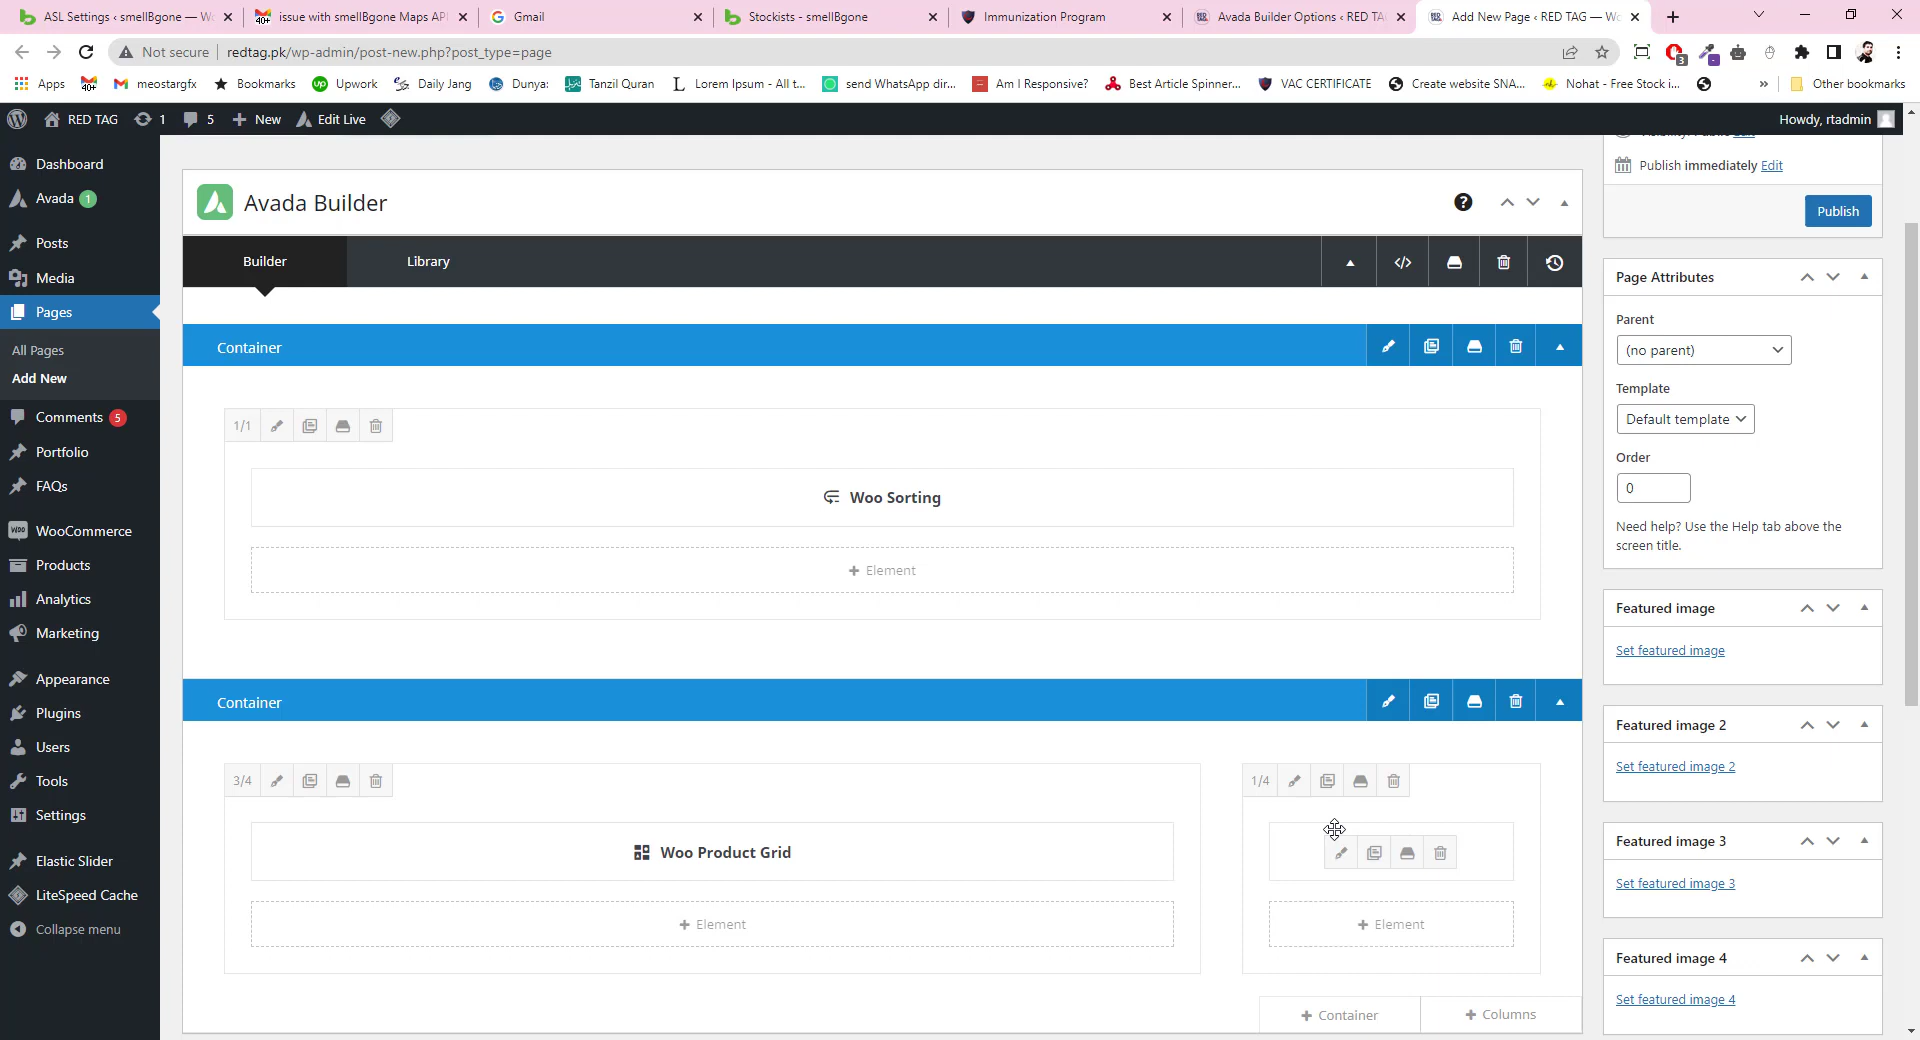 ASL Settings ‹ smellBgone — Wo
issue with smellBgone Maps API
Gmail
Stockists - smellBgone
Immunization Program
Avada Builder Options ‹ RED TA
Add New Page ‹ RED TAG — Wo
Not secure
redtag.pk/wp-admin/post-new.php?post_type=page
3
Apps
40+
meostargfx
Bookmarks
Upwork
Daily Jang
Dunya:
Tanzil Quran
Lorem Ipsum - All t...
send WhatsApp dir...
Am I Responsive?
Best Article Spinner...
VAC CERTIFICATE
Create website SNA...
Nohat - Free Stock i...
»
Other bookmarks
RED TAG
1
5
New
Edit Live
Howdy, rtadmin
Dashboard
Avada 1
Posts
Media
Pages
All Pages
Add New
Comments 5
Portfolio
FAQs
WooCommerce
Products
Analytics
Marketing
Appearance
Plugins
Users
Tools
Settings
Elastic Slider
LiteSpeed Cache
Collapse menu
Avada Builder
?
Builder
Library
</>
Container
1/1
Woo Sorting
+ Element
Container
3/4
Woo Product Grid
+ Element
1/4
+ Element
+ Container
+ Columns
Publish immediately Edit
Publish
Page Attributes
Parent
(no parent)
Template
Default template
Order
0
Need help? Use the Help tab above the
screen title.
Featured image
Set featured image
Featured image 2
Set featured image 2
Featured image 3
Set featured image 3
Featured image 4
Set featured image 4